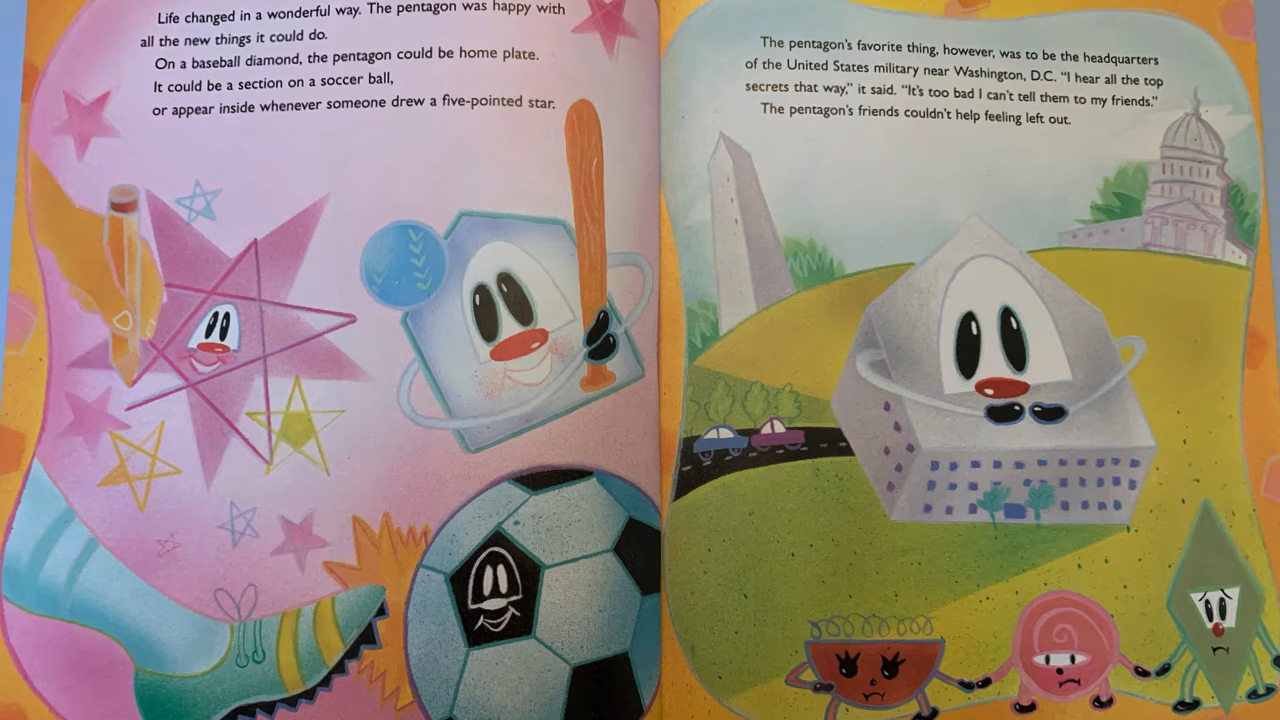 Life changed in a wonderful way. The pentagon was happy with
all the new things it could do.
On a baseball diamond, the pentagon could be home plate.
It could be a section on a soccer ball,
or appear inside whenever someone drew a five-pointed star.
The pentagon's favorite thing, however, was to be the headquarters
of the United States military near Washington, D.C. "I hear all the top
secrets that way," it said. "It's too bad I can't tell them to my friends."
The pentagon's friends couldn't help feeling left out.